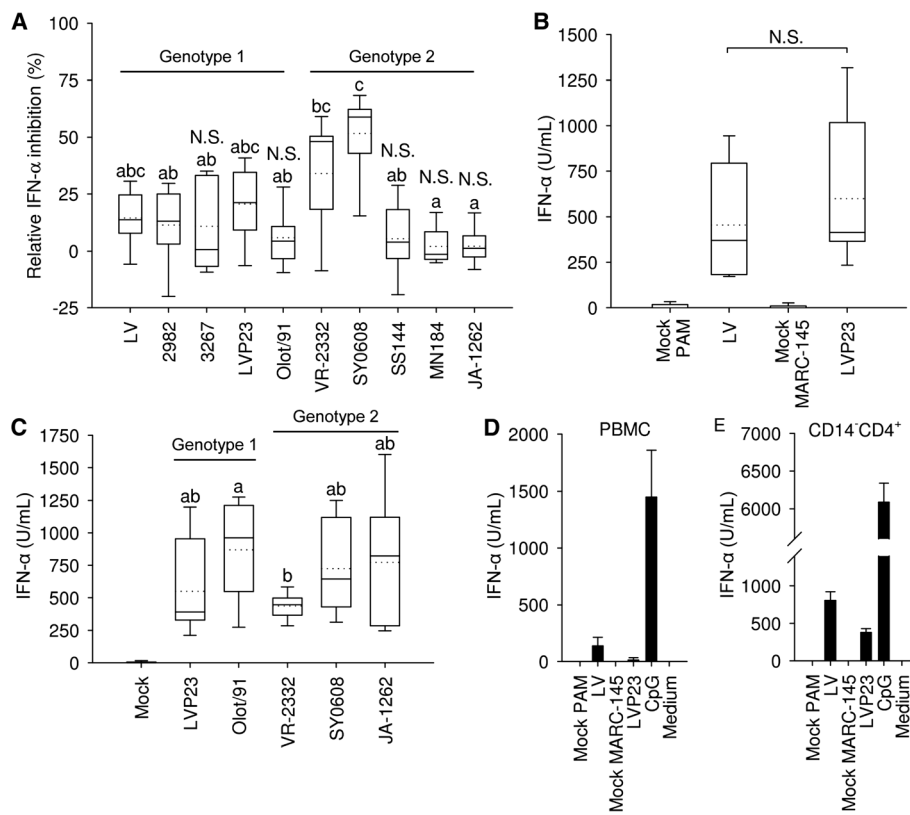 A
Relative IFN-α inhibition (%)
100
75
50
25
0
-25
Genotype 1
Genotype 2
abc
ab
N.S.
ab
abc
N.S.
ab
bc
c
N.S.
ab
N.S.
a
N.S.
a
LV
2982
3267
LVP23
Olot/91
VR-2332
SY0608
SS144
MN184
JA-1262
B
IFN-α (U/mL)
1500
1250
1000
750
500
250
0
N.S.
Mock
PAM
LV
Mock
MARC-145
LVP23
C
IFN-α (U/mL)
1750
1500
1250
1000
750
500
250
0
Genotype 1
Genotype 2
ab
a
b
ab
ab
Mock
LVP23
Olot/91
VR-2332
SY0608
JA-1262
D
PBMC
IFN-α (U/mL)
2000
1500
1000
500
0
Mock PAM
LV
Mock MARC-145
LVP23
CpG
Medium
E
CD14⁻CD4⁺
IFN-α (U/mL)
7000
6500
6000
1000
500
0
Mock PAM
LV
Mock MARC-145
LVP23
CpG
Medium